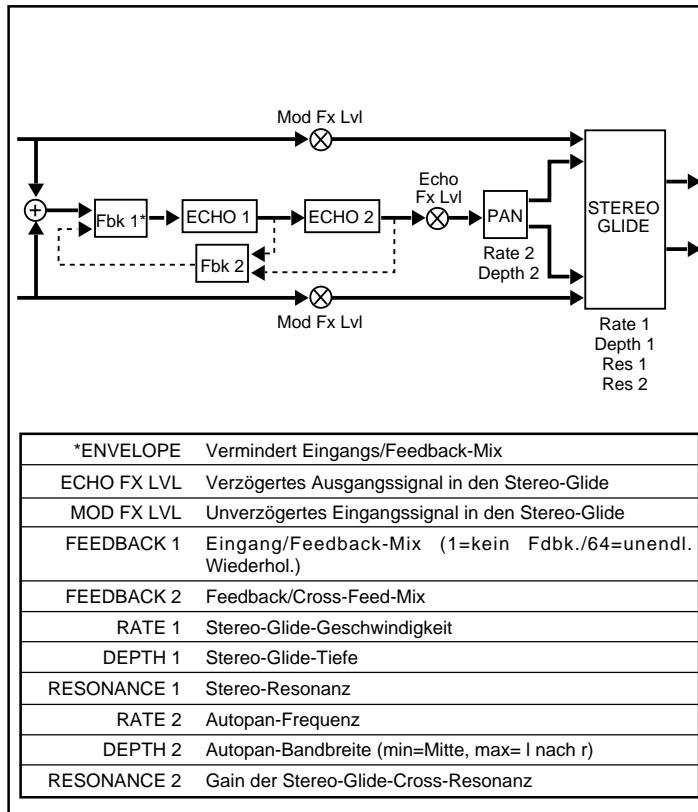 Mod Fx Lvl
+
Fbk 1*
ECHO 1
ECHO 2
Echo
Fx Lvl
PAN
STEREO
GLIDE
Fbk 2
Rate 2
Depth 2
Mod Fx Lvl
Rate 1
Depth 1
Res 1
Res 2
*ENVELOPE Vermindert Eingangs/Feedback-Mix
ECHO FX LVL Verzögertes Ausgangssignal in den Stereo-Glide
MOD FX LVL Unverzögertes Eingangssignal in den Stereo-Glide
FEEDBACK 1 Eingang/Feedback-Mix (1=kein Fdbk./64=unendl.
Wiederhol.)
FEEDBACK 2 Feedback/Cross-Feed-Mix
RATE 1 Stereo-Glide-Geschwindigkeit
DEPTH 1 Stereo-Glide-Tiefe
RESONANCE 1 Stereo-Resonanz
RATE 2 Autopan-Frequenz
DEPTH 2 Autopan-Bandbreite (min=Mitte, max= l nach r)
RESONANCE 2 Gain der Stereo-Glide-Cross-Resonanz